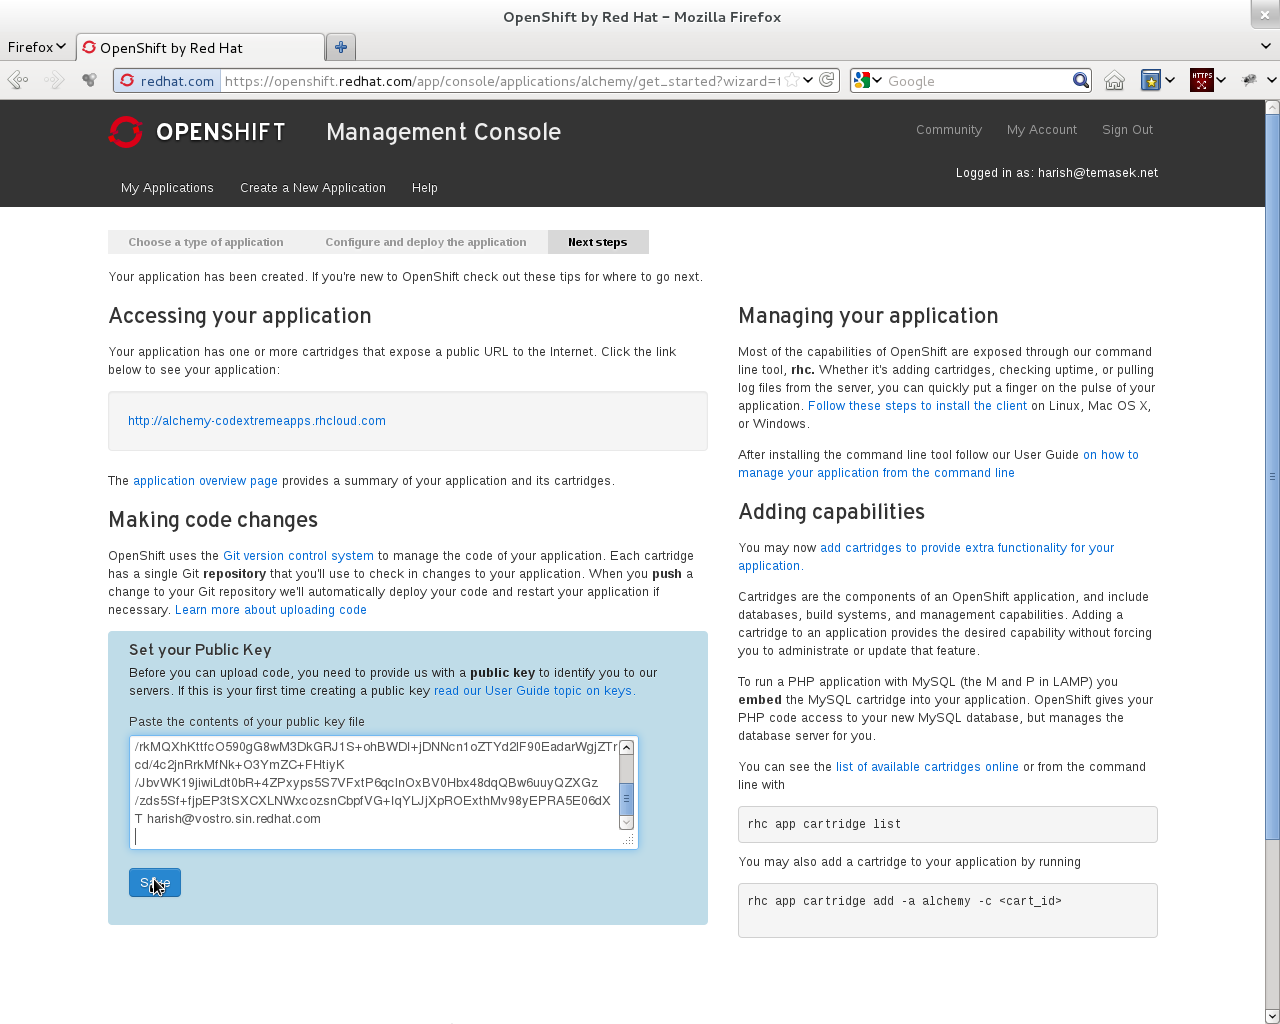 OpenShift by Red Hat - Mozilla Firefox
Firefox
OpenShift by Red Hat
redhat.com
https://openshift.redhat.com/app/console/applications/alchemy/get_started?wizard=t
Google
HTTPS
OPENSHIFT
Management Console
Community
My Account
Sign Out
Logged in as: harish@temasek.net
My Applications
Create a New Application
Help
Choose a type of application
Configure and deploy the application
Next steps
Your application has been created. If you're new to OpenShift check out these tips for where to go next.
Accessing your application
Your application has one or more cartridges that expose a public URL to the Internet. Click the link
below to see your application:
http://alchemy-codextremeapps.rhcloud.com
The application overview page provides a summary of your application and its cartridges.
Making code changes
OpenShift uses the Git version control system to manage the code of your application. Each cartridge
has a single Git repository that you'll use to check in changes to your application. When you push a
change to your Git repository we'll automatically deploy your code and restart your application if
necessary. Learn more about uploading code
Set your Public Key
Before you can upload code, you need to provide us with a public key to identify you to our
servers. If this is your first time creating a public key read our User Guide topic on keys.
Paste the contents of your public key file
cd/4c2jnRrkMfNk+O3YmZC+FHtiyK
T harish@vostro.sin.redhat.com
Save
Managing your application
Most of the capabilities of OpenShift are exposed through our command
line tool, rhc. Whether it's adding cartridges, checking uptime, or pulling
log files from the server, you can quickly put a finger on the pulse of your
application. Follow these steps to install the client on Linux, Mac OS X,
or Windows.
After installing the command line tool follow our User Guide on how to
manage your application from the command line
Adding capabilities
You may now add cartridges to provide extra functionality for your
application.
Cartridges are the components of an OpenShift application, and include
databases, build systems, and management capabilities. Adding a
cartridge to an application provides the desired capability without forcing
you to administrate or update that feature.
To run a PHP application with MySQL (the M and P in LAMP) you
embed the MySQL cartridge into your application. OpenShift gives your
PHP code access to your new MySQL database, but manages the
database server for you.
You can see the list of available cartridges online or from the command
line with
rhc app cartridge list
You may also add a cartridge to your application by running
rhc app cartridge add -a alchemy -c <cart_id>